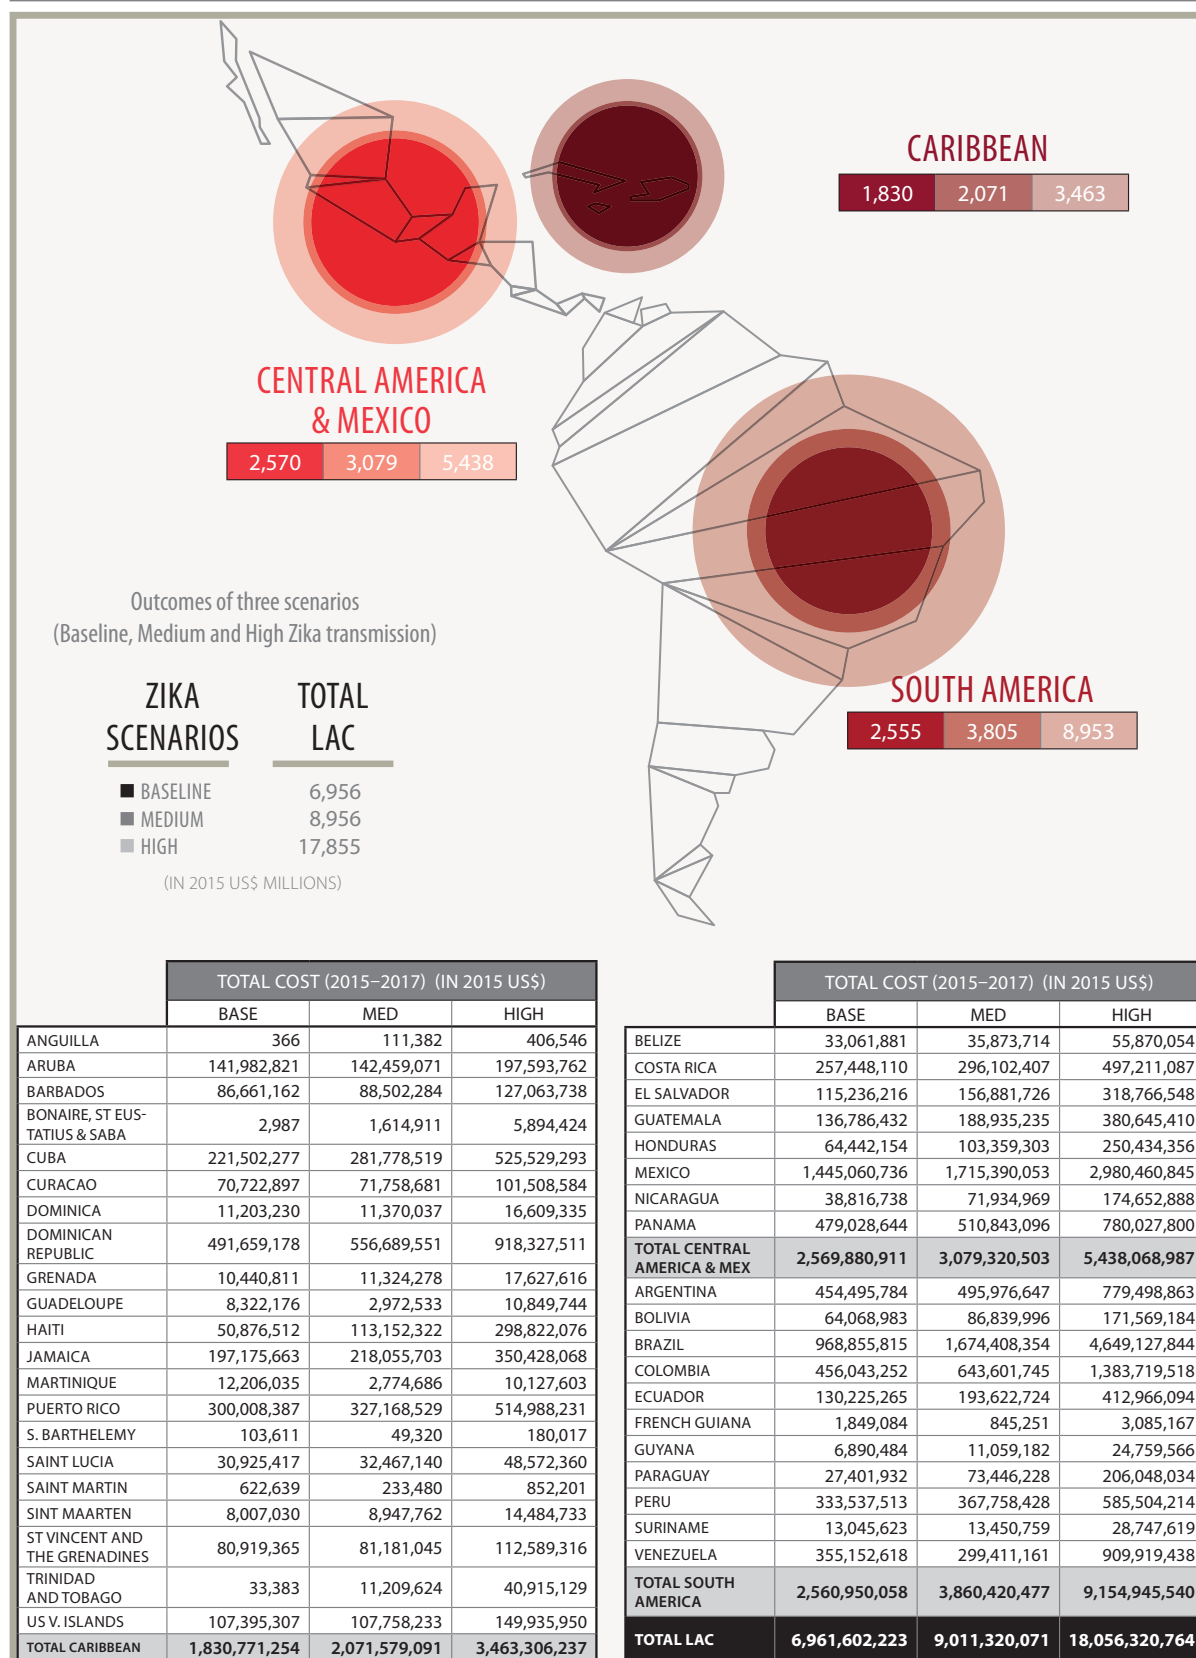 CARIBBEAN
1,830 2,071 3,463
CENTRAL AMERICA
& MEXICO
2,570 3,079 5,438
Outcomes of three scenarios
(Baseline, Medium and High Zika transmission)
ZIKA
SCENARIOS
TOTAL
LAC
BASELINE 6,956
MEDIUM 8,956
HIGH 17,855
(IN 2015 US$ MILLIONS)
SOUTH AMERICA
2,555 3,805 8,953
TOTAL COST (2015–2017) (IN 2015 US$)
BASE MED HIGH
ANGUILLA 366 111,382 406,546
ARUBA 141,982,821 142,459,071 197,593,762
BARBADOS 86,661,162 88,502,284 127,063,738
BONAIRE, ST EUS-
TATIUS & SABA 2,987 1,614,911 5,894,424
CUBA 221,502,277 281,778,519 525,529,293
CURACAO 70,722,897 71,758,681 101,508,584
DOMINICA 11,203,230 11,370,037 16,609,335
DOMINICAN
REPUBLIC 491,659,178 556,689,551 918,327,511
GRENADA 10,440,811 11,324,278 17,627,616
GUADELOUPE 8,322,176 2,972,533 10,849,744
HAITI 50,876,512 113,152,322 298,822,076
JAMAICA 197,175,663 218,055,703 350,428,068
MARTINIQUE 12,206,035 2,774,686 10,127,603
PUERTO RICO 300,008,387 327,168,529 514,988,231
S. BARTHELEMY 103,611 49,320 180,017
SAINT LUCIA 30,925,417 32,467,140 48,572,360
SAINT MARTIN 622,639 233,480 852,201
SINT MAARTEN 8,007,030 8,947,762 14,484,733
ST VINCENT AND
THE GRENADINES 80,919,365 81,181,045 112,589,316
TRINIDAD
AND TOBAGO 33,383 11,209,624 40,915,129
US V. ISLANDS 107,395,307 107,758,233 149,935,950
TOTAL CARIBBEAN 1,830,771,254 2,071,579,091 3,463,306,237
TOTAL COST (2015–2017) (IN 2015 US$)
BASE MED HIGH
BELIZE 33,061,881 35,873,714 55,870,054
COSTA RICA 257,448,110 296,102,407 497,211,087
EL SALVADOR 115,236,216 156,881,726 318,766,548
GUATEMALA 136,786,432 188,935,235 380,645,410
HONDURAS 64,442,154 103,359,303 250,434,356
MEXICO 1,445,060,736 1,715,390,053 2,980,460,845
NICARAGUA 38,816,738 71,934,969 174,652,888
PANAMA 479,028,644 510,843,096 780,027,800
TOTAL CENTRAL
AMERICA & MEX 2,569,880,911 3,079,320,503 5,438,068,987
ARGENTINA 454,495,784 495,976,647 779,498,863
BOLIVIA 64,068,983 86,839,996 171,569,184
BRAZIL 968,855,815 1,674,408,354 4,649,127,844
COLOMBIA 456,043,252 643,601,745 1,383,719,518
ECUADOR 130,225,265 193,622,724 412,966,094
FRENCH GUIANA 1,849,084 845,251 3,085,167
GUYANA 6,890,484 11,059,182 24,759,566
PARAGUAY 27,401,932 73,446,228 206,048,034
PERU 333,537,513 367,758,428 585,504,214
SURINAME 13,045,623 13,450,759 28,747,619
VENEZUELA 355,152,618 299,411,161 909,919,438
TOTAL SOUTH
AMERICA 2,560,950,058 3,860,420,477 9,154,945,540
TOTAL LAC 6,961,602,223 9,011,320,071 18,056,320,764